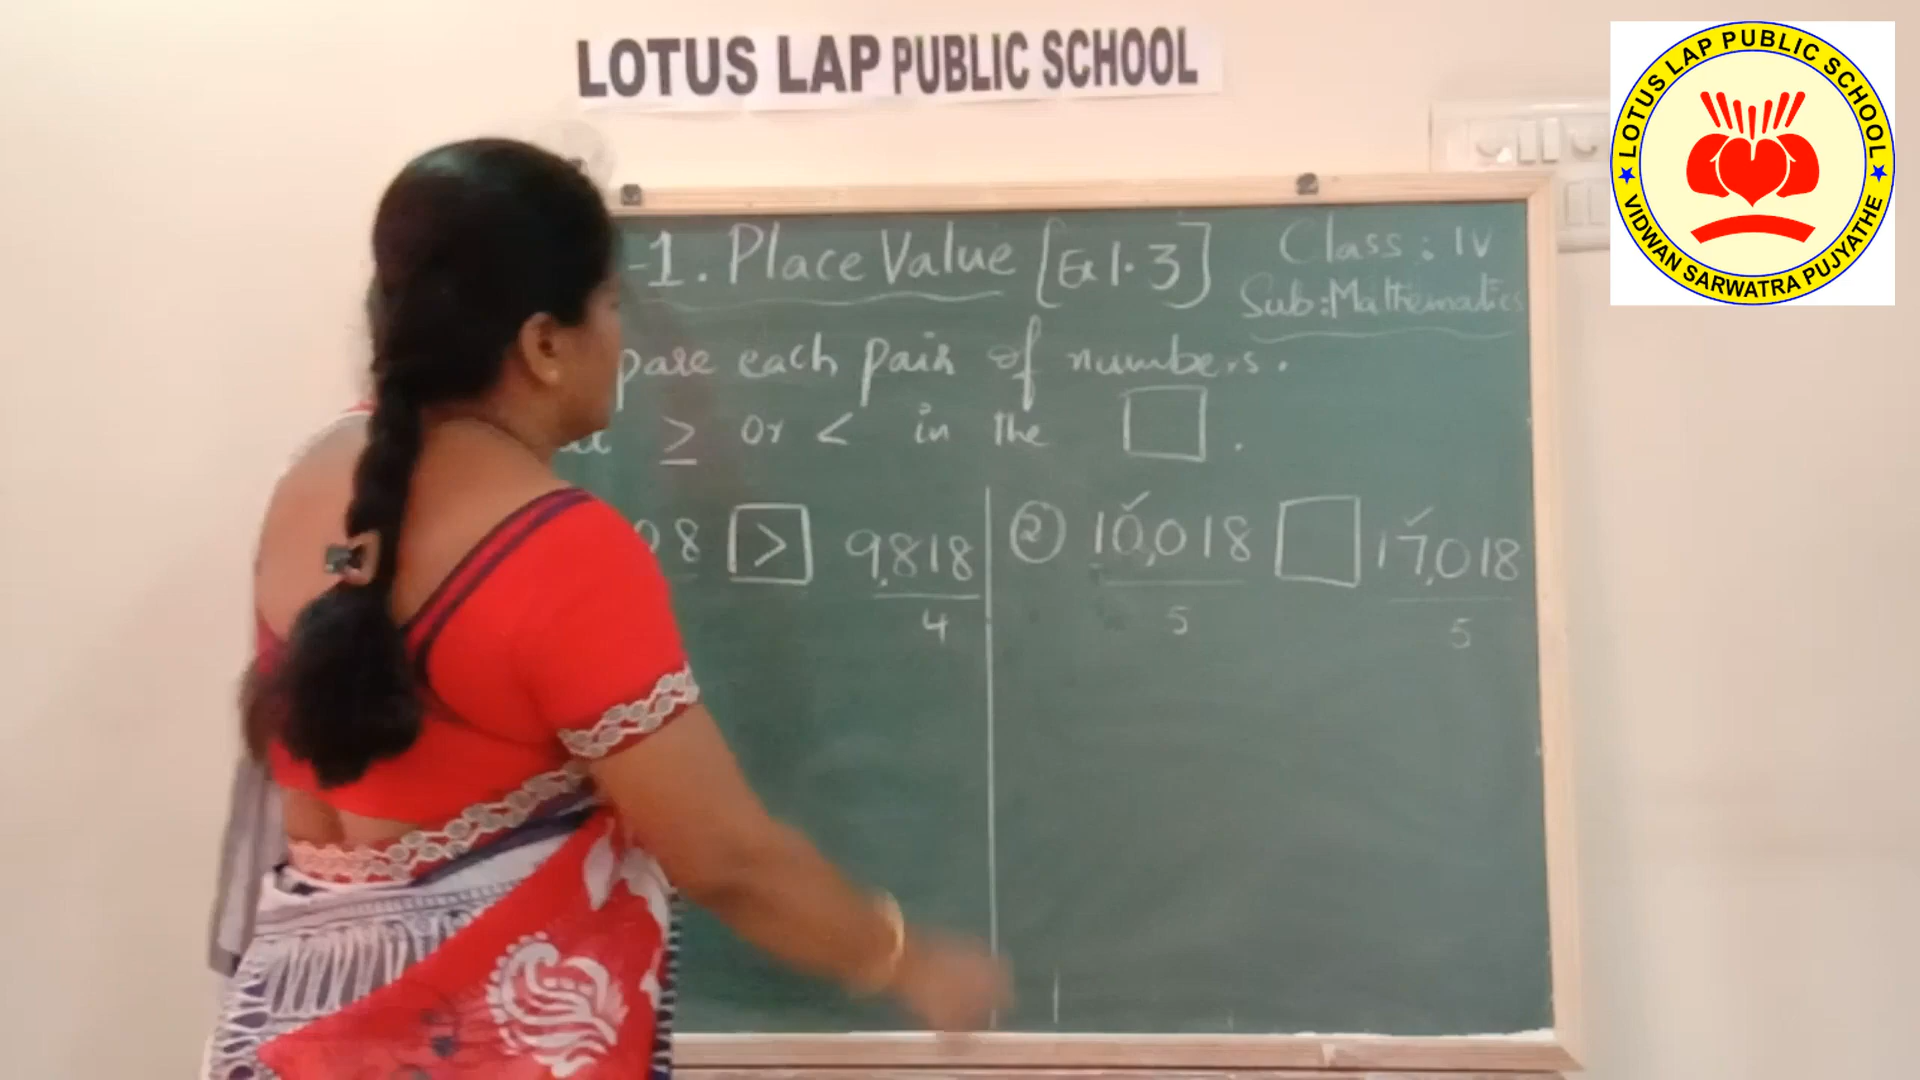 LOTUS LAP PUBLIC SCHOOL
LOTUS LAP PUBLIC SCHOOL
VIDWAN SARWATRA PUJYATHE
-1. Place Value [Ex 1.3]
Class: IV
Sub: Mathematics
pare each pair of numbers.
≥ or < in the □.
08 > 9,818
4
② 10,018 □ 17,018
5 5